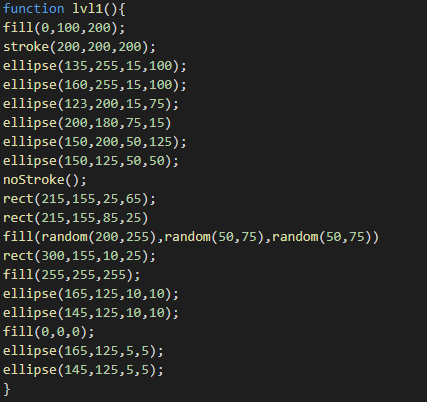 function lvl1(){
fill(0,100,200);
stroke(200,200,200);
ellipse(135,255,15,100);
ellipse(160,255,15,100);
ellipse(123,200,15,75);
ellipse(200,180,75,15)
ellipse(150,200,50,125);
ellipse(150,125,50,50);
noStroke();
rect(215,155,25,65);
rect(215,155,85,25)
fill(random(200,255),random(50,75),random(50,75))
rect(300,155,10,25);
fill(255,255,255);
ellipse(165,125,10,10);
ellipse(145,125,10,10);
fill(0,0,0);
ellipse(165,125,5,5);
ellipse(145,125,5,5);
}